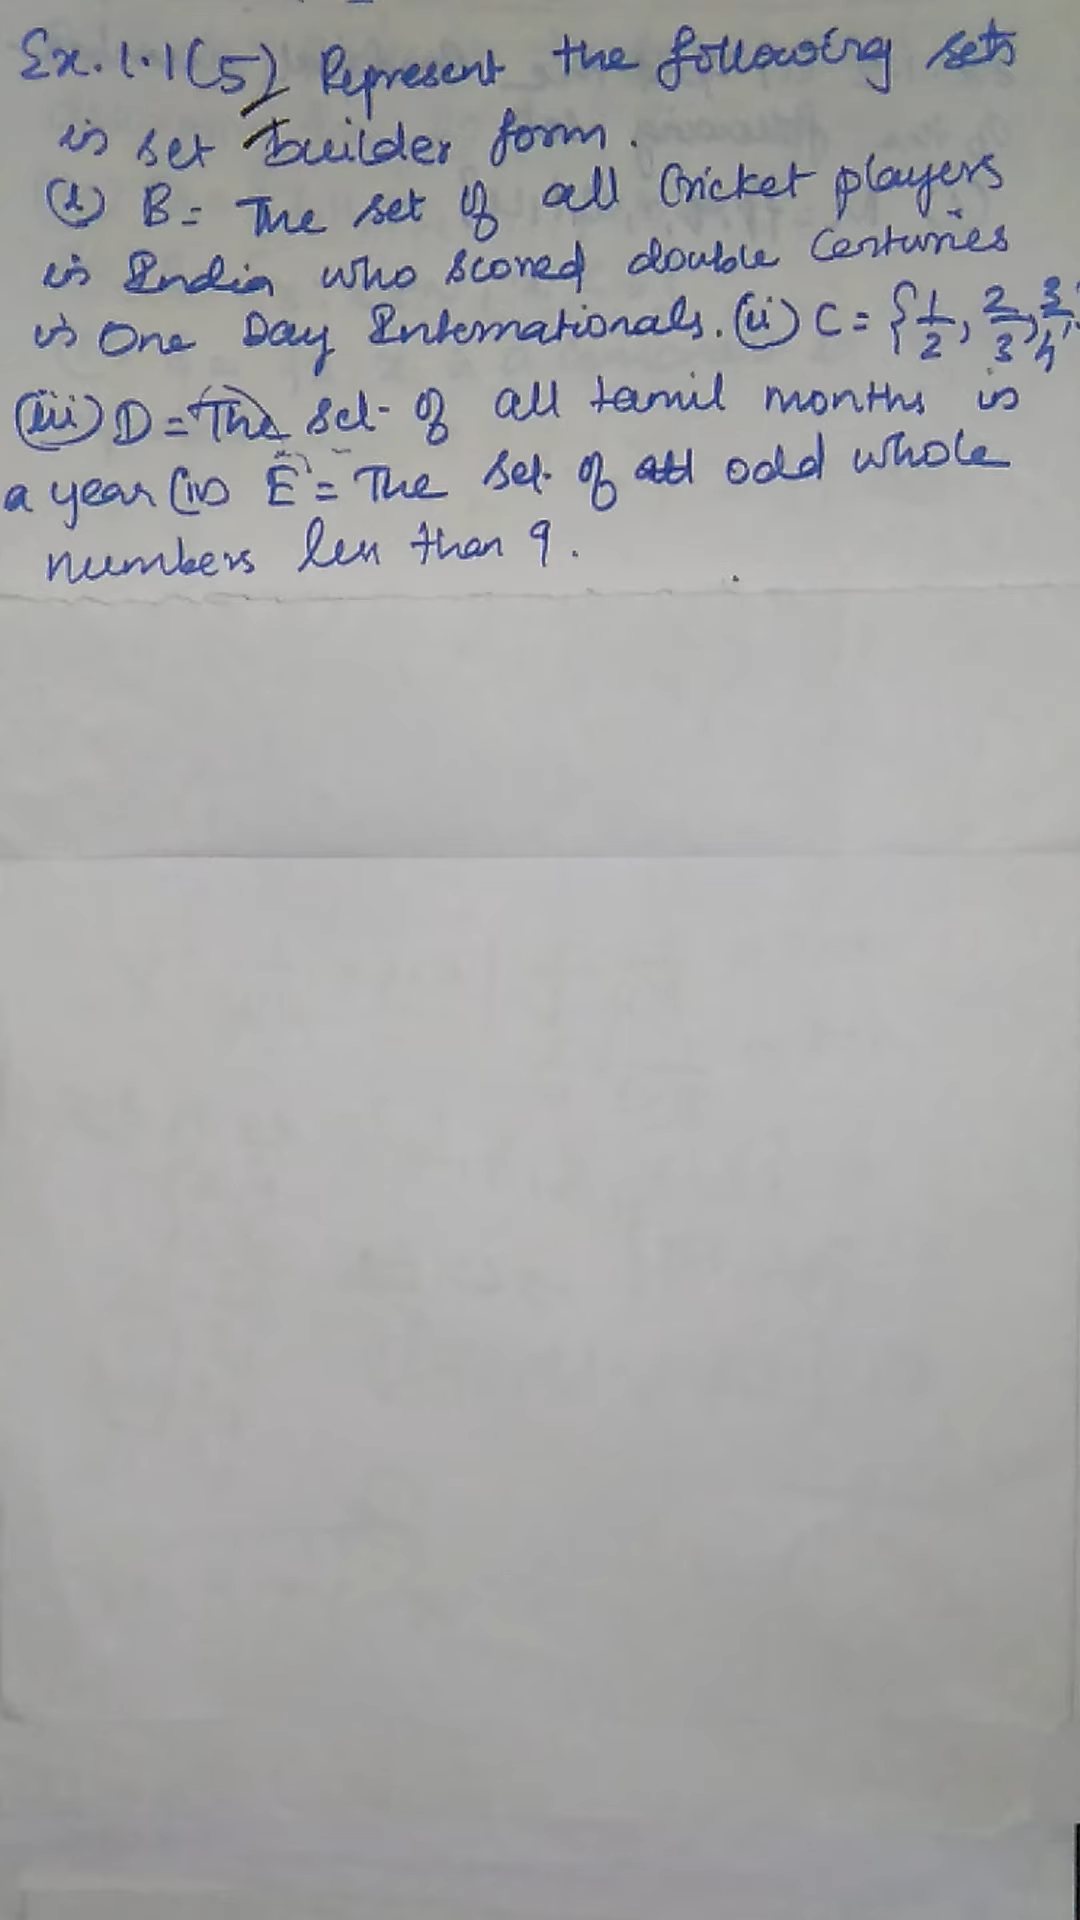 Ex. 1.1(5) Represent the following sets
in set builder form.
(i) B = The set of all Cricket players
in India who scored double Centuries
in One Day Internationals. (ii) C = {1/2, 2/3, 3/4,
(iii) D = The set of all tamil months in
a year (iv) E = The set of odd whole
numbers less than 9.